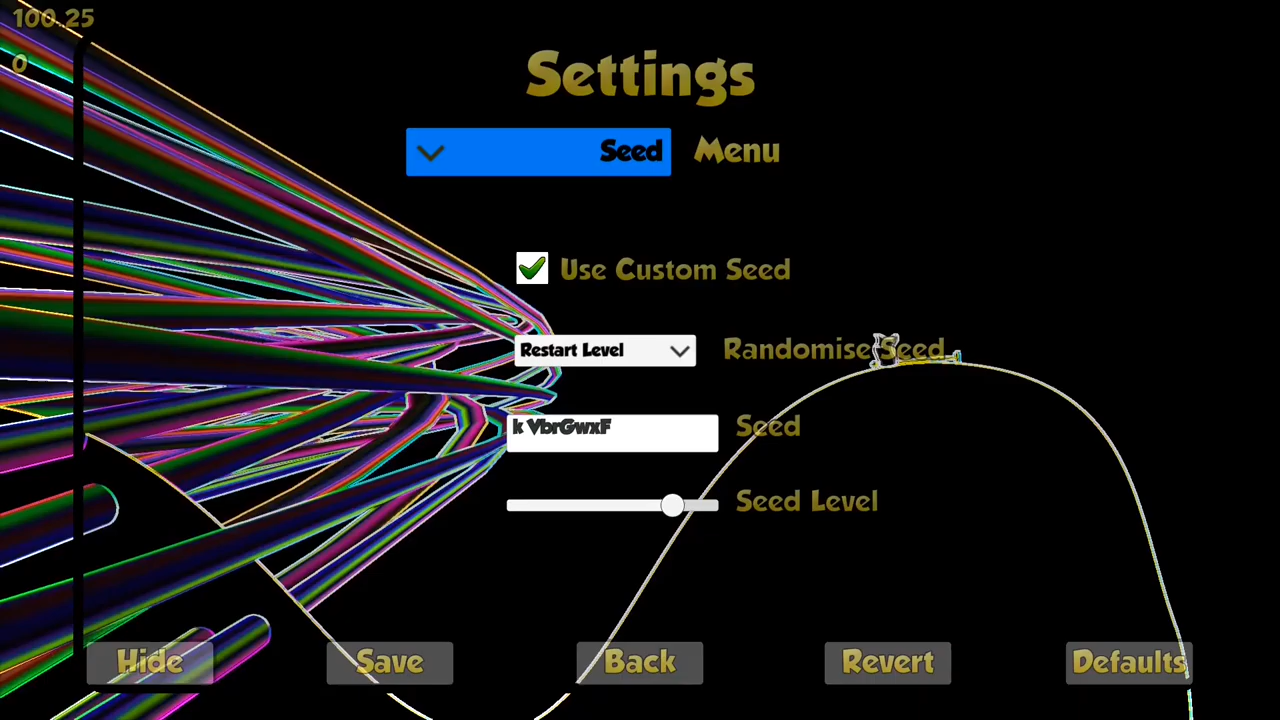 100.25
0
Settings
Seed Menu
Use Custom Seed
Restart Level Randomise Seed
k VbrGwxF Seed
Seed Level
Hide Save Back Revert Defaults